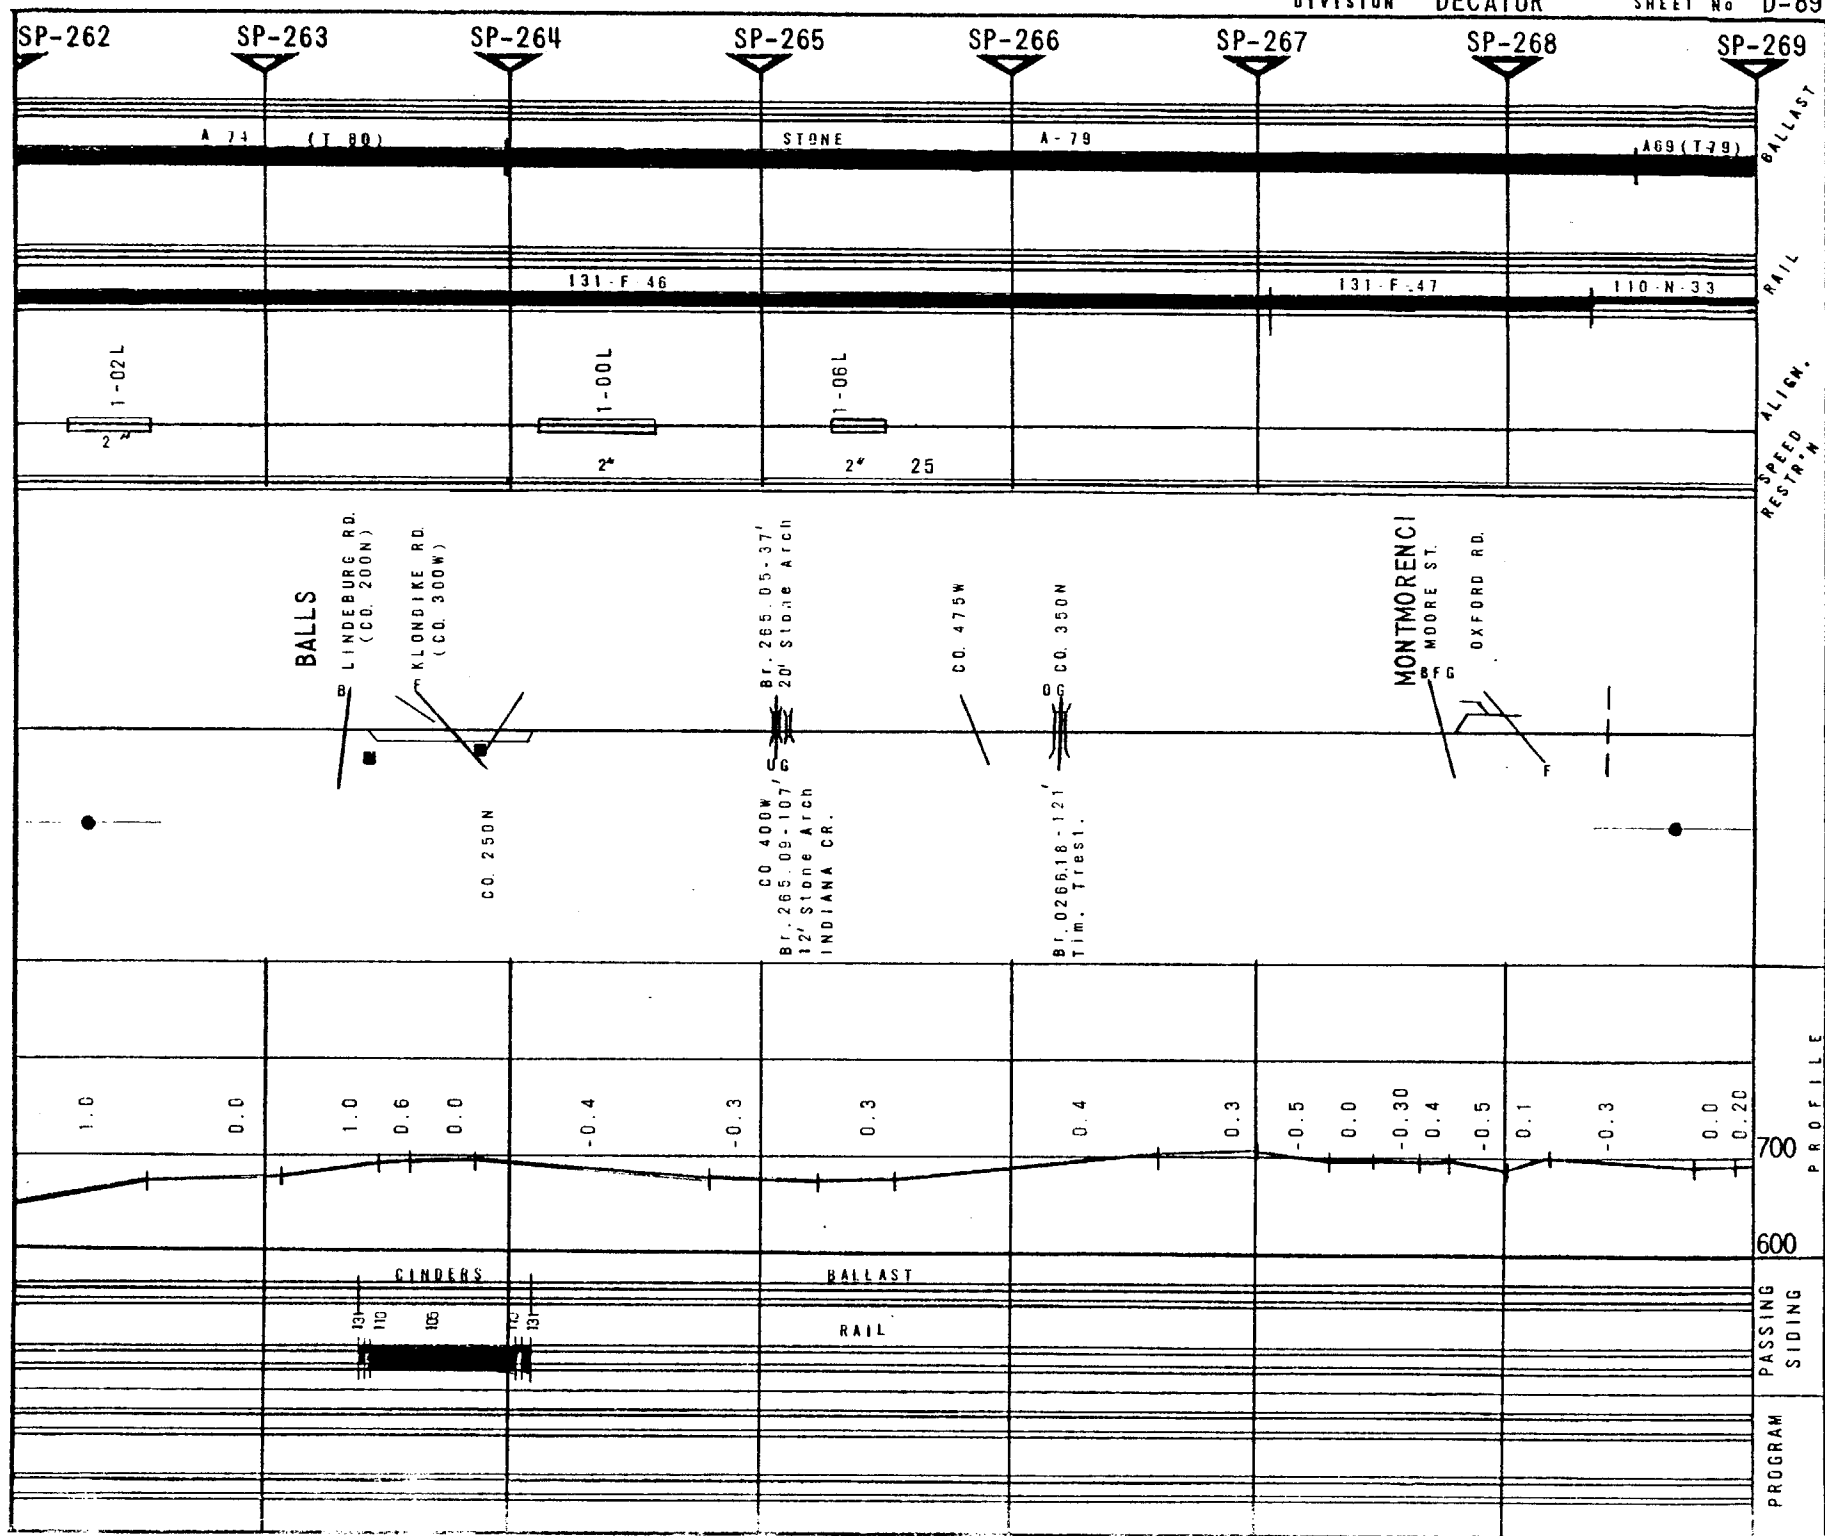 DIVISION DECATUR SHEET No D-89
SP-262 SP-263 SP-264 SP-265 SP-266 SP-267 SP-268 SP-269
BALLAST
A 74 (T 80) STONE A-79 A69(T-79)
RAIL
131-F-46 131-F-47 110-N-33
ALIGN.
1-02L 1-00L 1-06L
2" 2" 2" 25
SPEED
RESTR'N
BALLS
LINDEBURG RD.
(CO. 200N)
B
KLONDIKE RD.
(CO. 300W)
F
CO. 250N
Br. 265.05-37'
20' Stone Arch
UG
CO 400W
Br. 265.09-107'
12' Stone Arch
INDIANA CR.
CO. 475W
OG
CO. 350N
Br. 0266.18-121'
Tim. Trest.
MONTMORENCI
MOORE ST.
BFG
OXFORD RD.
F
PROFILE
1.0 0.0 1.0 0.6 0.0 -0.4 -0.3 0.3 0.4 0.3 -0.5 0.0 -0.30 0.4 -0.5 0.1 -0.3 0.0 0.20
700
600
CINDERS BALLAST
131 110 105 110 131
RAIL
PASSING
SIDING
PROGRAM